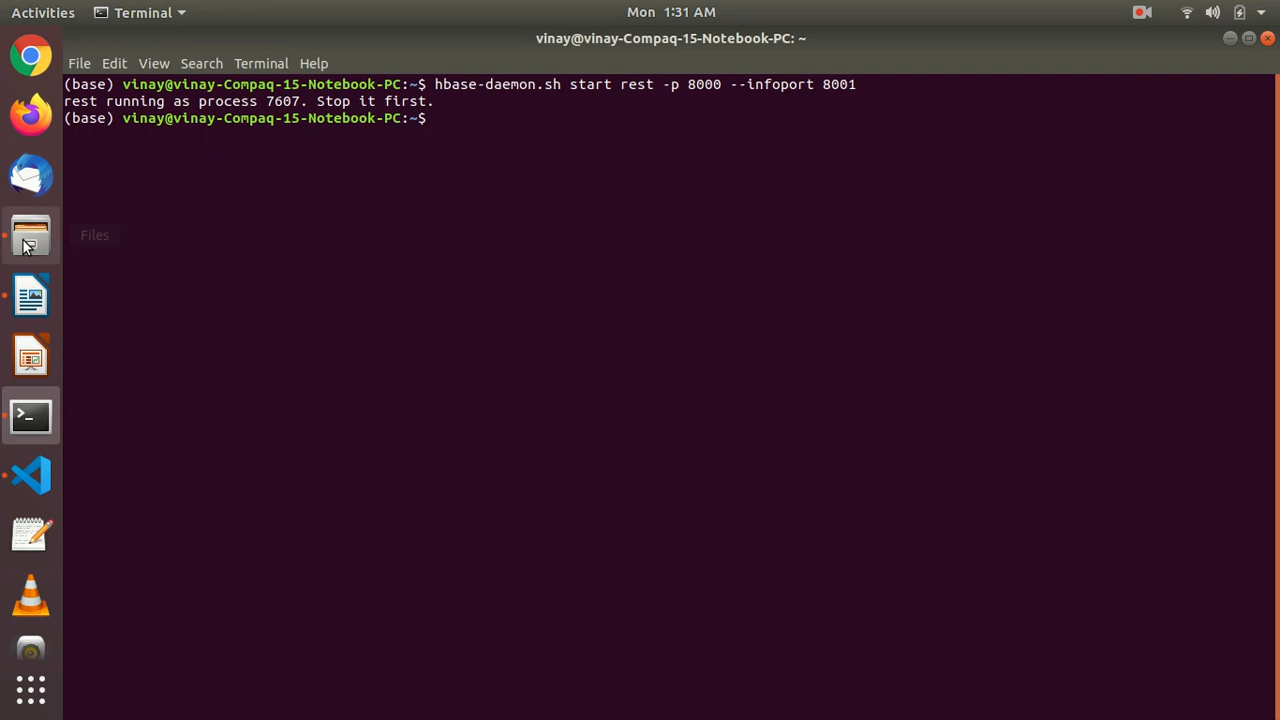 Activities Terminal Mon 1:31 AM
vinay@vinay-Compaq-15-Notebook-PC: ~
File Edit View Search Terminal Help
(base) vinay@vinay-Compaq-15-Notebook-PC:~$ hbase-daemon.sh start rest -p 8000 --infoport 8001
rest running as process 7607. Stop it first.
(base) vinay@vinay-Compaq-15-Notebook-PC:~$
Files